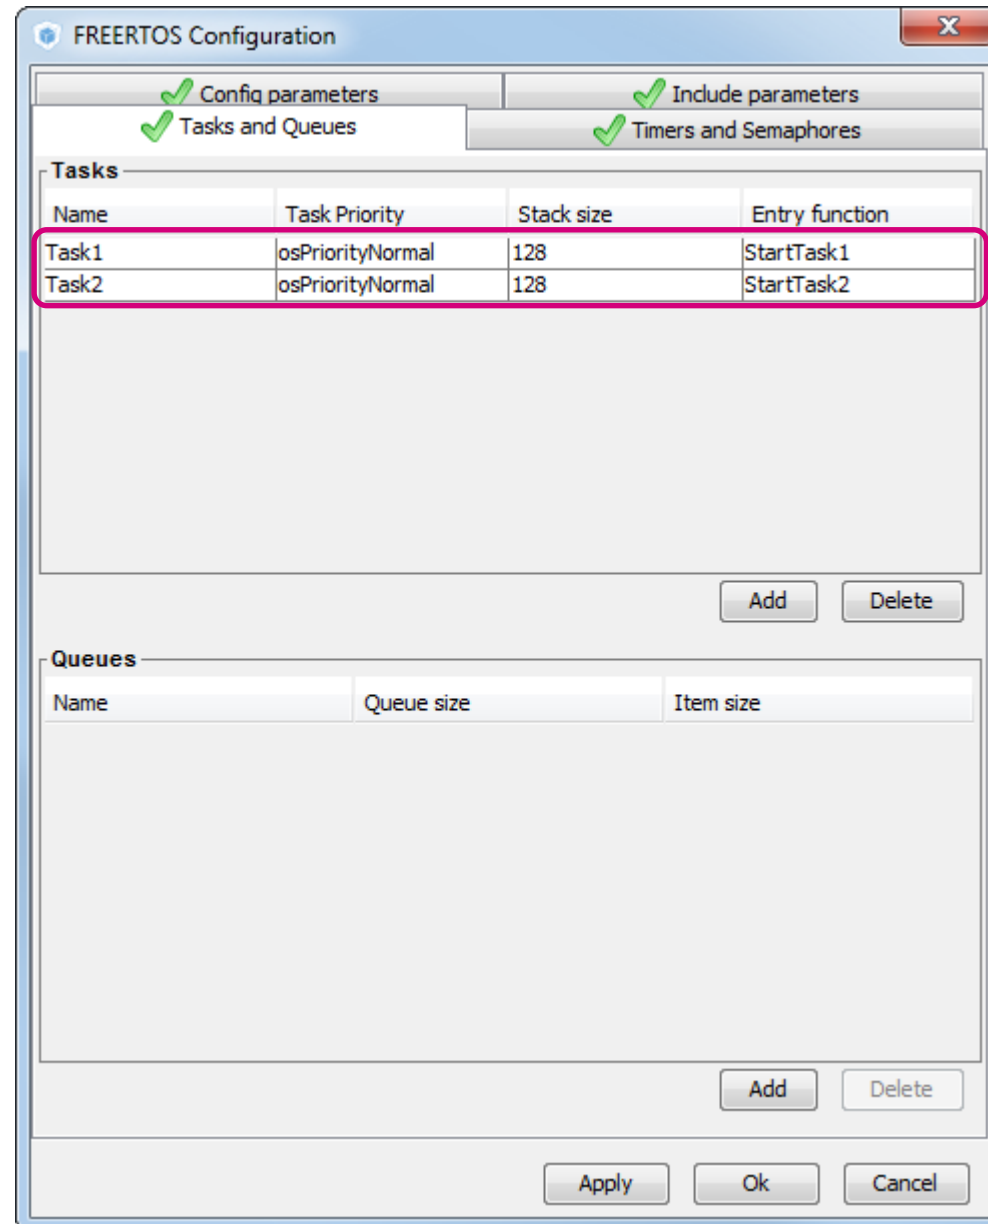 FREERTOS Configuration
Config parameters Include parameters
Tasks and Queues Timers and Semaphores
Tasks
Name Task Priority Stack size Entry function
Task1 osPriorityNormal 128 StartTask1
Task2 osPriorityNormal 128 StartTask2
Add Delete
Queues
Name Queue size Item size
Add Delete
Apply Ok Cancel